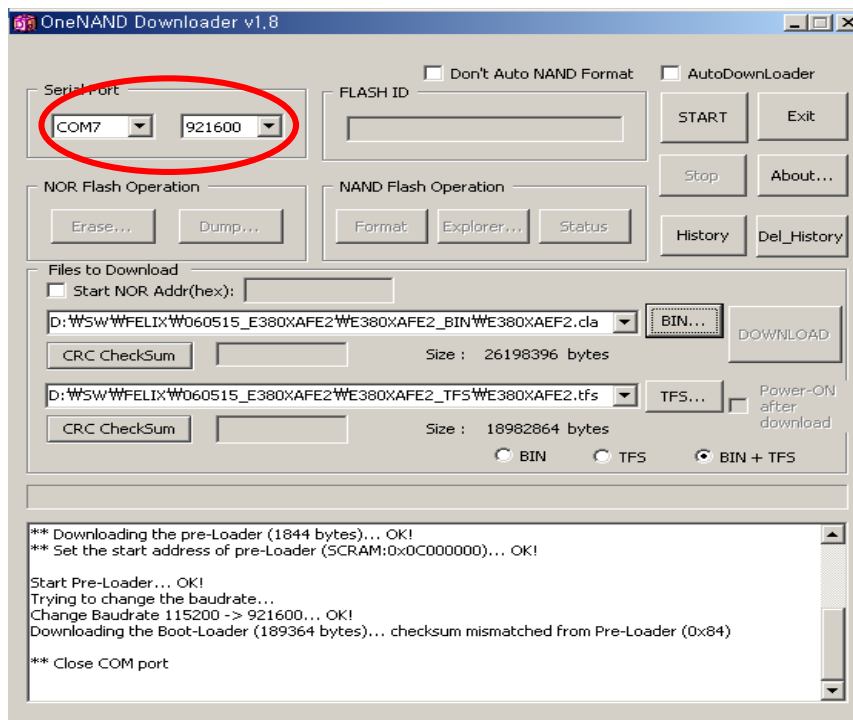 OneNAND Downloader v1,8
Don't Auto NAND Format
AutoDownLoader
Serial Port
FLASH ID
COM7
921600
START
Exit
Stop
About...
NOR Flash Operation
NAND Flash Operation
Erase...
Dump...
Format
Explorer...
Status
History
Del_History
Files to Download
Start NOR Addr(hex):
D:₩SW₩FELIX₩060515_E380XAFE2₩E380XAFE2_BIN₩E380XAEF2.cla
BIN...
DOWNLOAD
CRC CheckSum
Size : 26198396 bytes
D:₩SW₩FELIX₩060515_E380XAFE2₩E380XAFE2_TFS₩E380XAFE2.tfs
TFS...
Power-ON
after
download
CRC CheckSum
Size : 18982864 bytes
BIN
TFS
BIN + TFS
** Downloading the pre-Loader (1844 bytes)... OK!
** Set the start address of pre-Loader (SCRAM:0x0C000000)... OK!
Start Pre-Loader... OK!
Trying to change the baudrate...
Change Baudrate 115200 -> 921600... OK!
Downloading the Boot-Loader (189364 bytes)... checksum mismatched from Pre-Loader (0x84)
** Close COM port